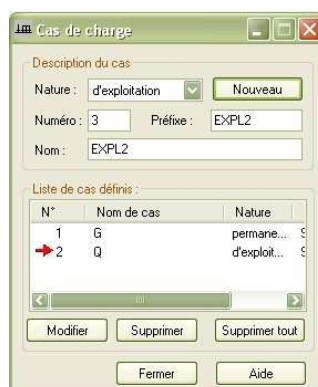 Cas de charge
Description du cas
Nature : d'exploitation Nouveau
Numéro : 3 Préfixe : EXPL2
Nom : EXPL2
Liste de cas définis :
N° Nom de cas Nature
1 G permane... S
2 Q d'exploit... S
Modifier Supprimer Supprimer tout
Fermer Aide